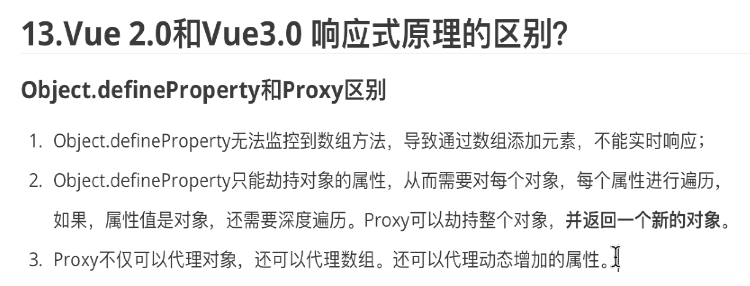 13.Vue 2.0和Vue3.0 响应式原理的区别？
Object.defineProperty和Proxy区别
1. Object.defineProperty无法监控到数组方法，导致通过数组添加元素，不能实时响应；
2. Object.defineProperty只能劫持对象的属性，从而需要对每个对象，每个属性进行遍历，
如果，属性值是对象，还需要深度遍历。Proxy可以劫持整个对象，并返回一个新的对象。
3. Proxy不仅可以代理对象，还可以代理数组。还可以代理动态增加的属性。